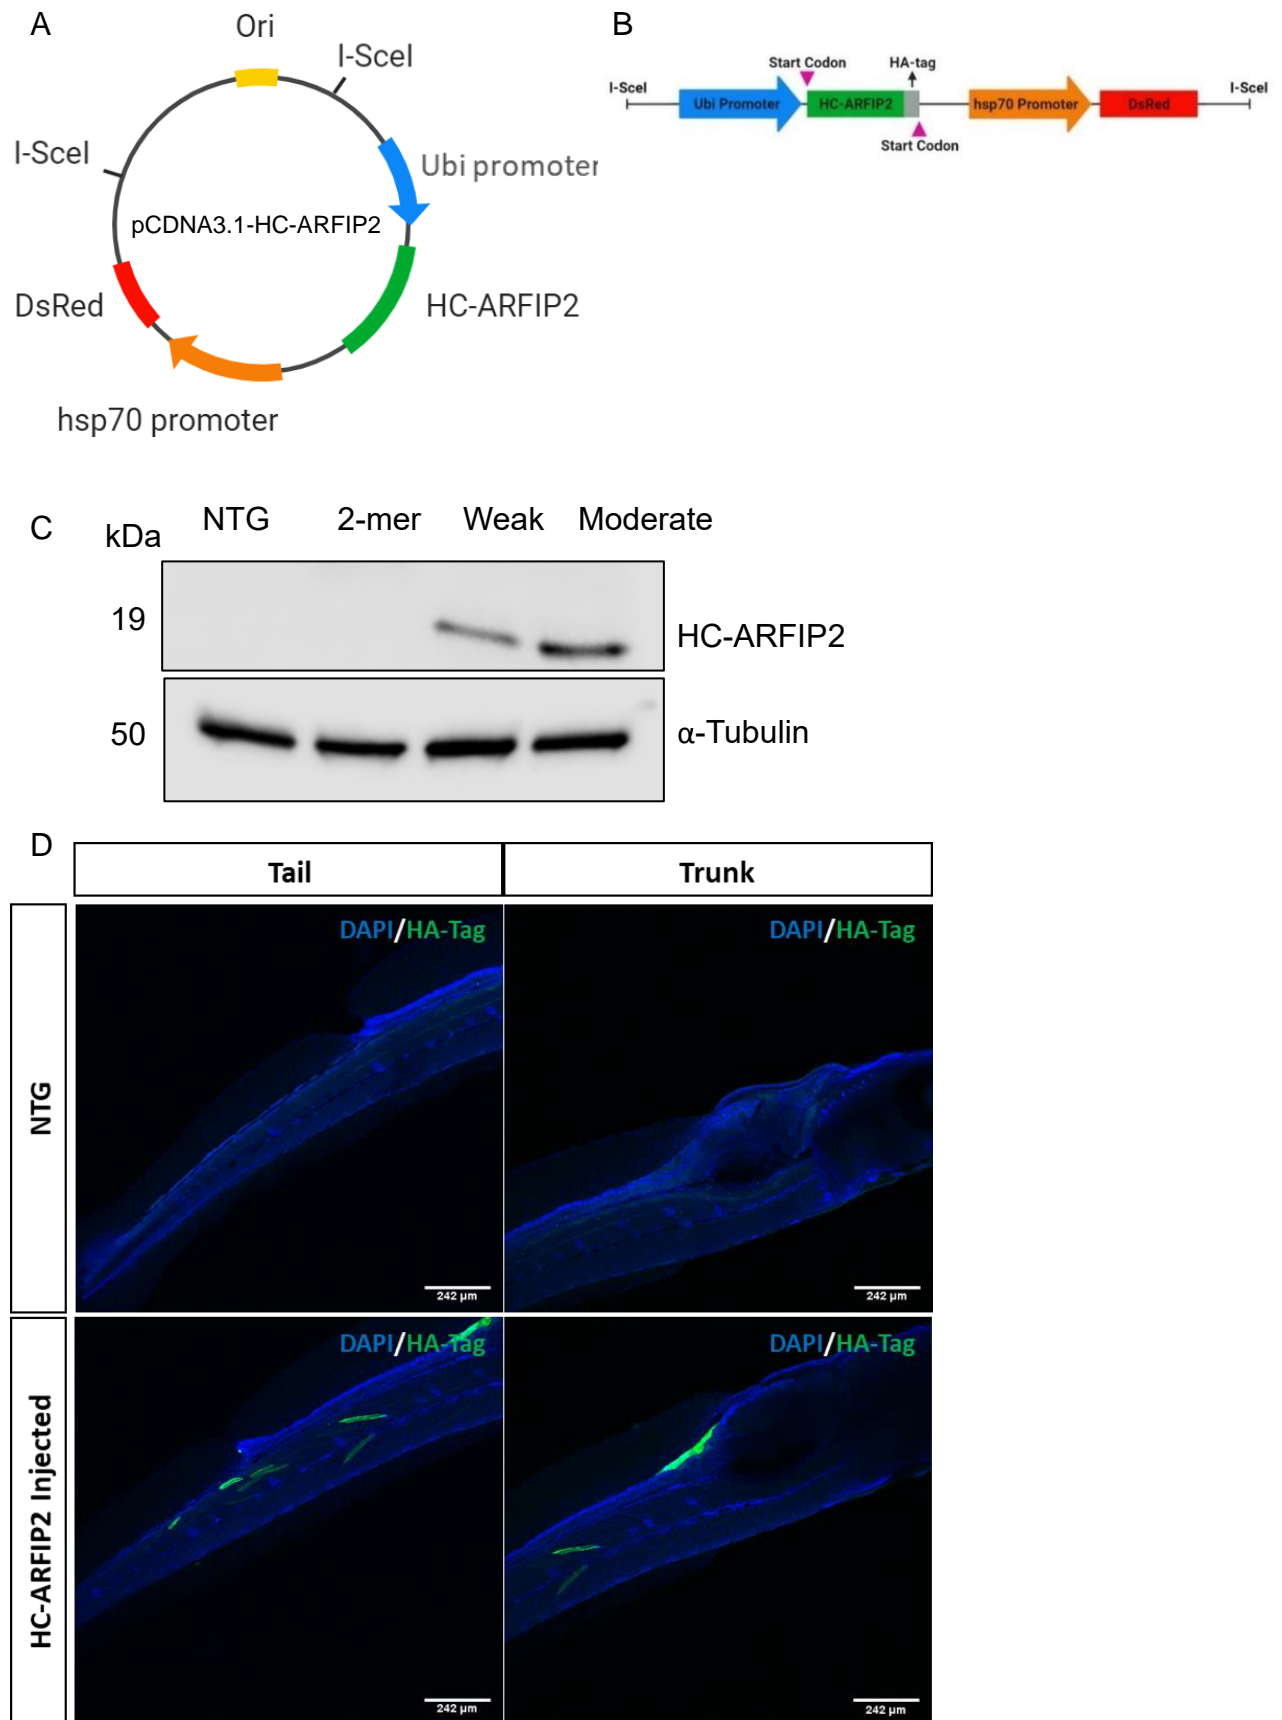 A
Ori
I-SceI
I-SceI
Ubi promoter
pCDNA3.1-HC-ARFIP2
DsRed
HC-ARFIP2
hsp70 promoter
B
Start Codon
HA-tag
I-SceI
I-SceI
Ubi Promoter
HC-ARFIP2
hsp70 Promoter
DsRed
Start Codon
C
kDa
NTG
2-mer
Weak
Moderate
19
HC-ARFIP2
50
α-Tubulin
D
Tail
Trunk
NTG
DAPI/HA-Tag
DAPI/HA-Tag
242 µm
242 µm
HC-ARFIP2 Injected
DAPI/HA-Tag
DAPI/HA-Tag
242 µm
242 µm